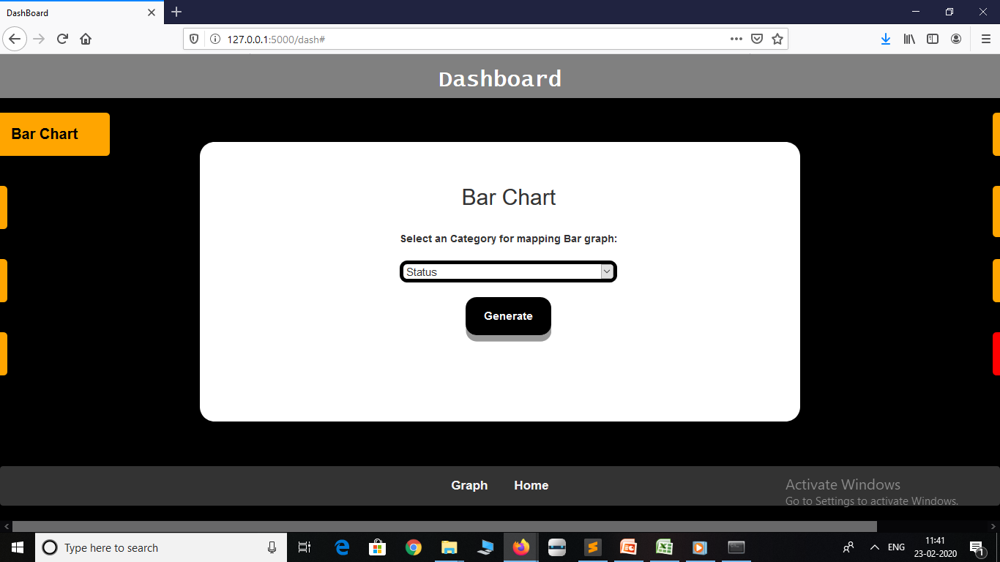 DashBoard
127.0.0.1:5000/dash#
Dashboard
Bar Chart
Bar Chart
Select an Category for mapping Bar graph:
Status
Generate
Graph Home
Activate Windows
Go to Settings to activate Windows.
Type here to search
ENG
11:41
23-02-2020
1